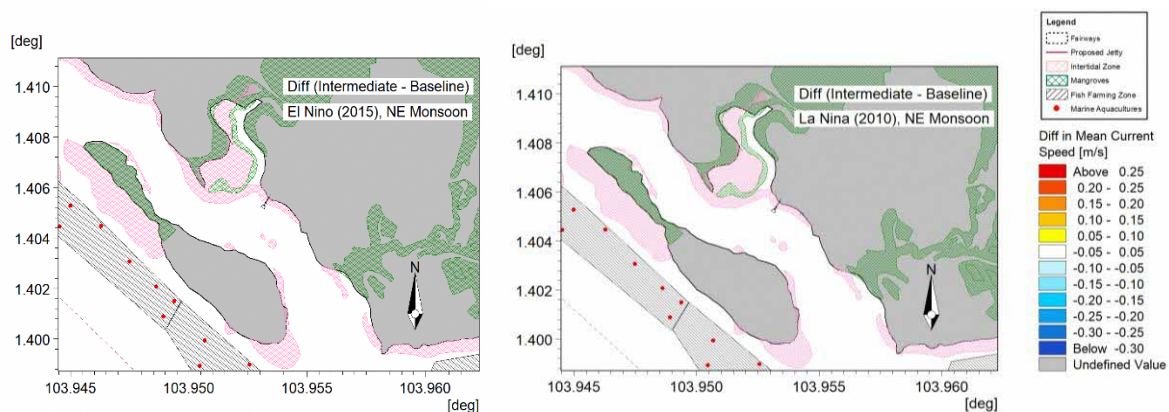 [deg]
1.410
1.408
1.406
1.404
1.402
1.400
103.945
103.950
103.955
103.960
[deg]
Diff (Intermediate - Baseline)
El Nino (2015), NE Monsoon
N
[deg]
1.410
1.408
1.406
1.404
1.402
1.400
103.945
103.950
103.955
103.960
[deg]
Diff (Intermediate - Baseline)
La Nina (2010), NE Monsoon
N
Legend
Fairways
Proposed Jetty
Intertidal Zone
Mangroves
Fish Farming Zone
Marine Aquacultures
Diff in Mean Current
Speed [m/s]
Above 0.25
0.20 - 0.25
0.15 - 0.20
0.10 - 0.15
0.05 - 0.10
-0.05 - 0.05
-0.10 - -0.05
-0.15 - -0.10
-0.20 - -0.15
-0.25 - -0.20
-0.30 - -0.25
Below -0.30
Undefined Value